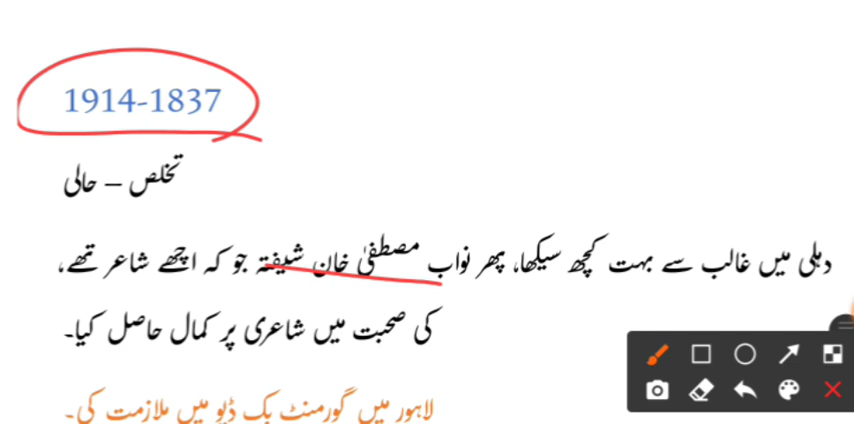 1914-1837
تخلص – حالی
دہلی میں غالب سے بہت کچھ سیکھا، پھر نواب مصطفیٰ خان شیفتہ جو کہ اچھے شاعر تھے،
کی صحبت میں شاعری پر کمال حاصل کیا۔
لاہور میں گورمنٹ بک ڈپو میں ملازمت کی۔